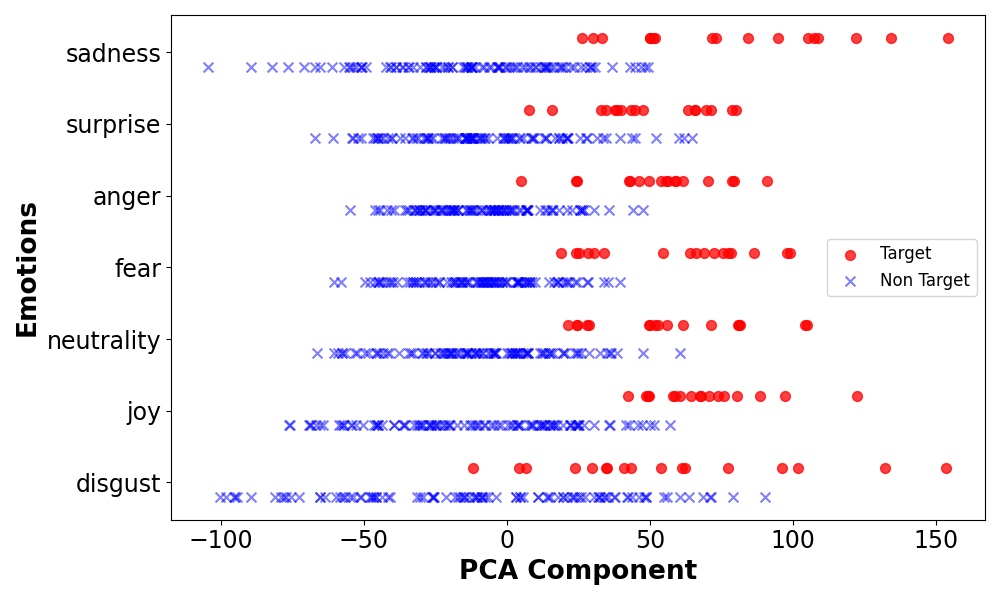 sadness
surprise
anger
fear
neutrality
joy
disgust
Emotions
Target
Non Target
−100
−50
0
50
100
150
PCA Component